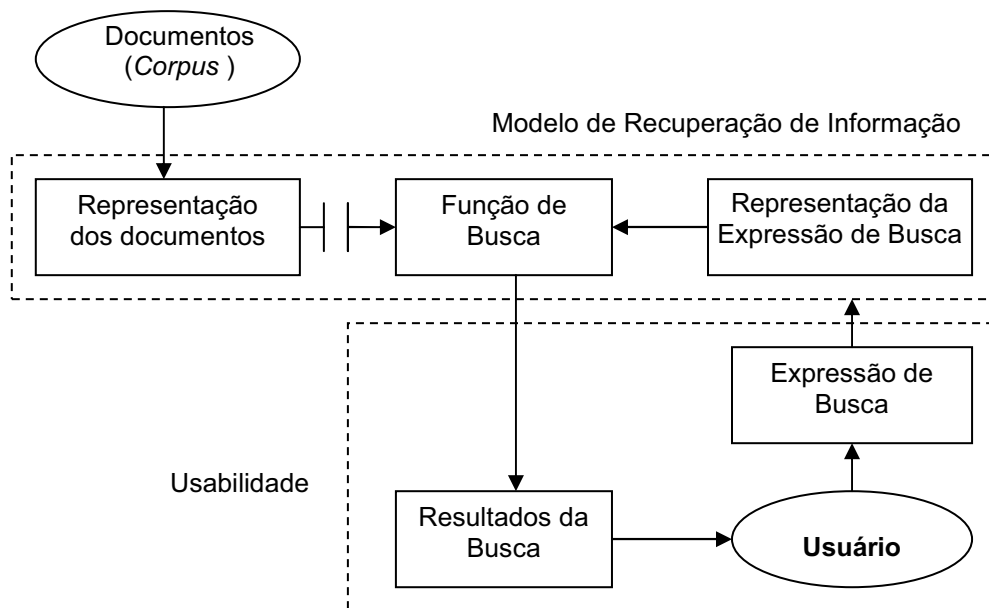 Documentos
(Corpus )
Modelo de Recuperação de Informação
Representação
dos documentos
Função de
Busca
Representação da
Expressão de Busca
Expressão de
Busca
Usabilidade
Resultados da
Busca
Usuário